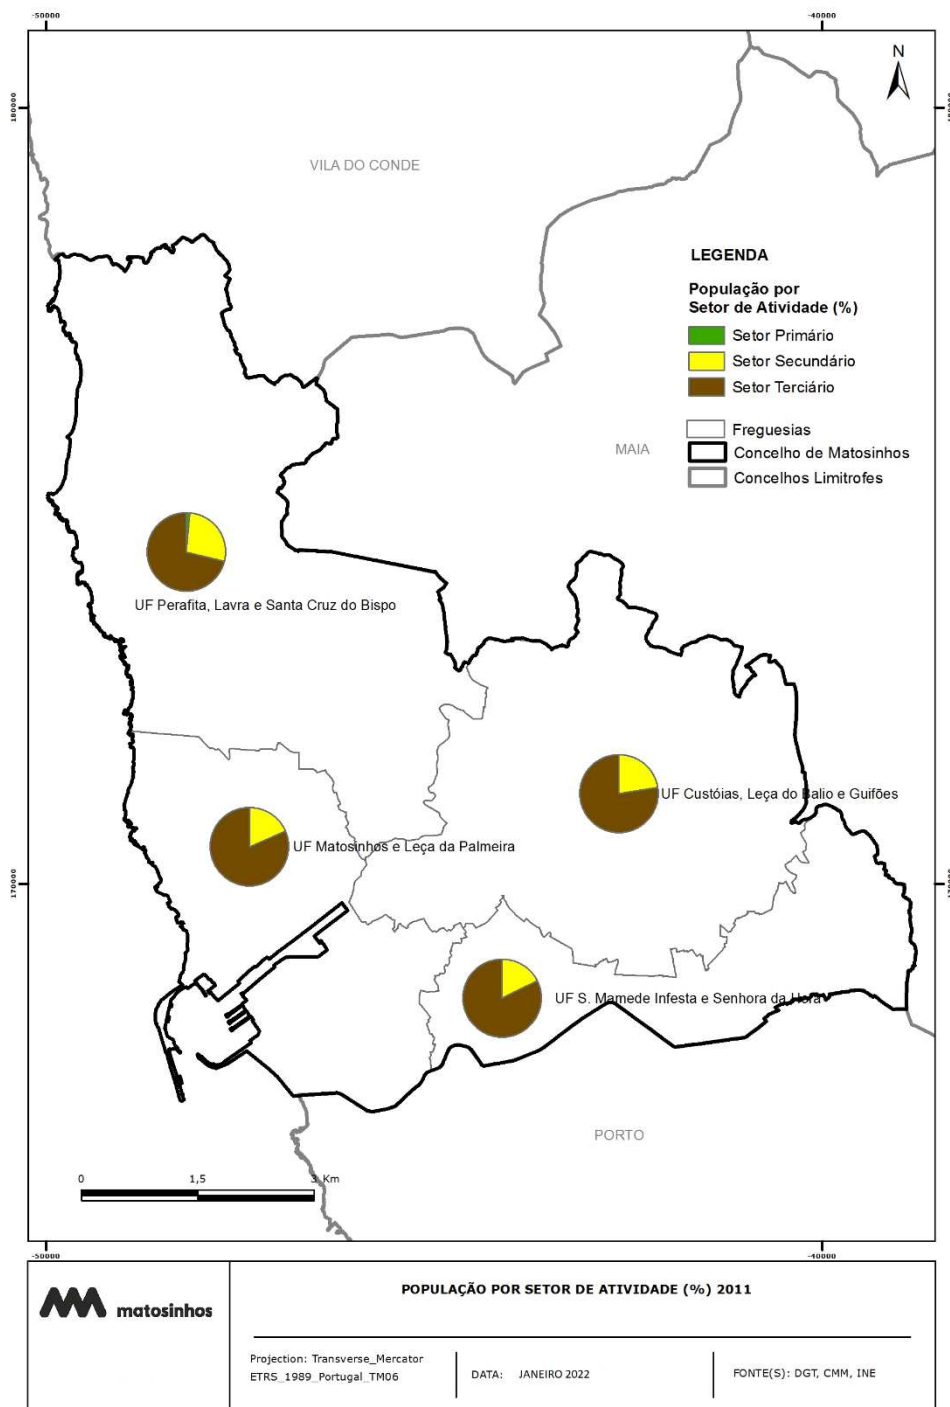 -50000
-40000
N
180000
180000
VILA DO CONDE
LEGENDA
População por
Setor de Atividade (%)
Setor Primário
Setor Secundário
Setor Terciário
Freguesias
Concelho de Matosinhos
Concelhos Limitrofes
MAIA
UF Perafita, Lavra e Santa Cruz do Bispo
UF Custóias, Leça do Balio e Guifões
UF Matosinhos e Leça da Palmeira
170000
170000
UF S. Mamede Infesta e Senhora da Hora
PORTO
0
1,5
3 Km
-50000
-40000
matosinhos
POPULAÇÃO POR SETOR DE ATIVIDADE (%) 2011
Projection: Transverse_Mercator
ETRS_1989_Portugal_TM06
DATA: JANEIRO 2022
FONTE(S): DGT, CMM, INE